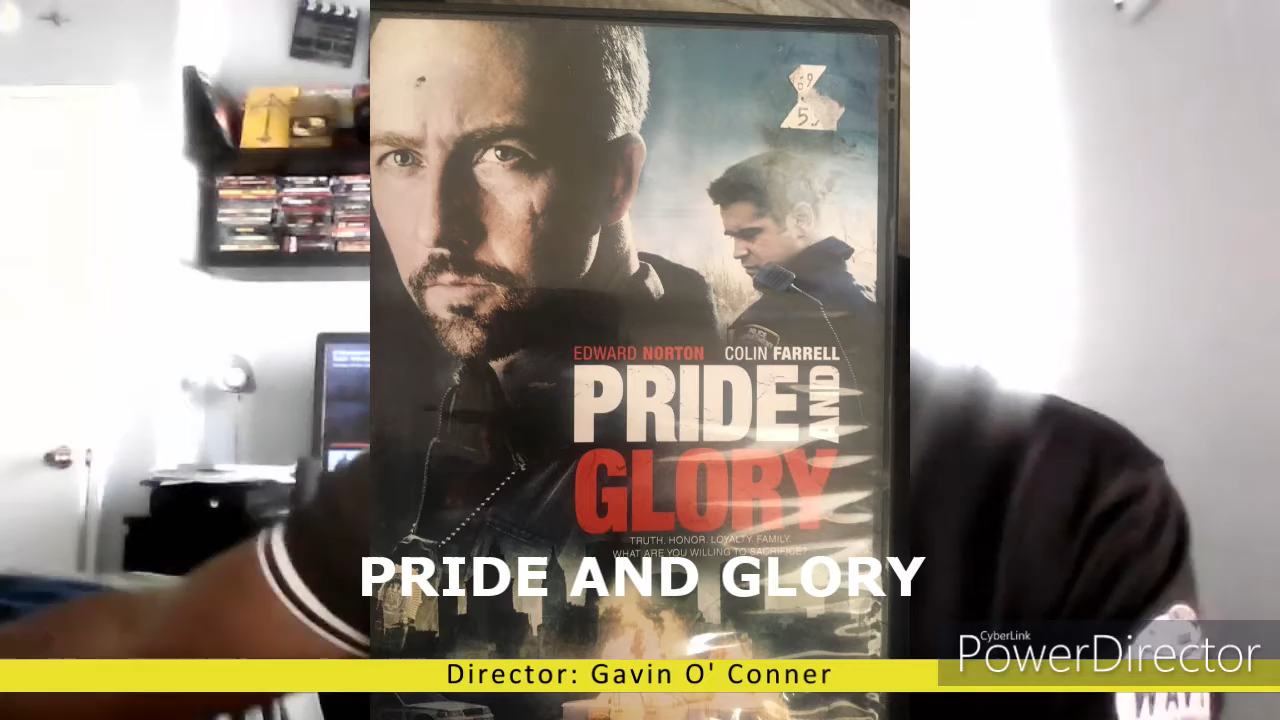 EDWARD NORTON COLIN FARRELL
PRIDE AND
GLORY
TRUTH. HONOR. LOYALTY. FAMILY.
WHAT ARE YOU WILLING TO SACRIFICE?
PRIDE AND GLORY
CyberLink
PowerDirector
Director: Gavin O' Conner